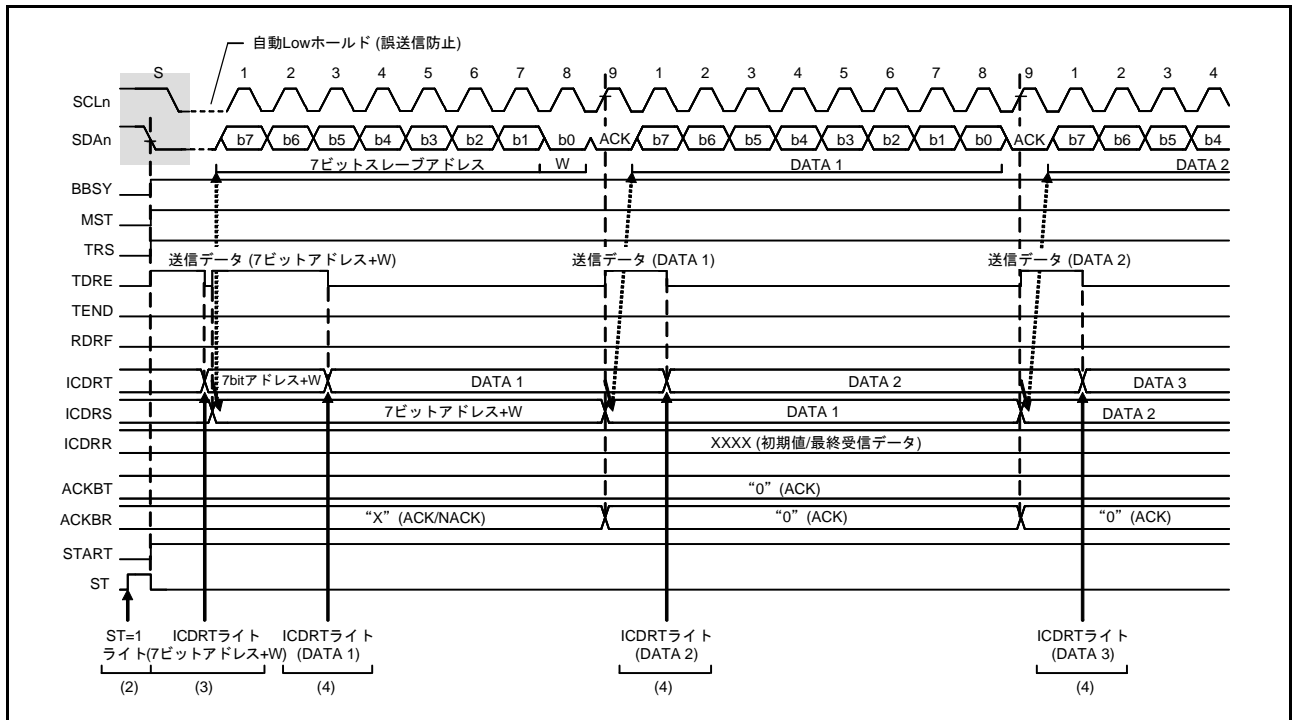 自動Lowホールド (誤送信防止)
S 1 2 3 4 5 6 7 8 9 1 2 3 4 5 6 7 8 9 1 2 3 4
SCLn
SDAn b7 b6 b5 b4 b3 b2 b1 b0 ACK b7 b6 b5 b4 b3 b2 b1 b0 ACK b7 b6 b5 b4
7ビットスレーブアドレス W DATA 1 DATA 2
BBSY
MST
TRS
送信データ (7ビットアドレス+W) 送信データ (DATA 1) 送信データ (DATA 2)
TDRE
TEND
RDRF
ICDRT 7bitアドレス+W DATA 1 DATA 2 DATA 3
ICDRS 7ビットアドレス+W DATA 1 DATA 2
ICDRR XXXX (初期値/最終受信データ)
ACKBT “0” (ACK)
ACKBR “X” (ACK/NACK) “0” (ACK) “0” (ACK)
START
ST
ST=1 ICDRTライト ICDRTライト ICDRTライト ICDRTライト
ライト (7ビットアドレス+W) (DATA 1) (DATA 2) (DATA 3)
(2) (3) (4) (4) (4)